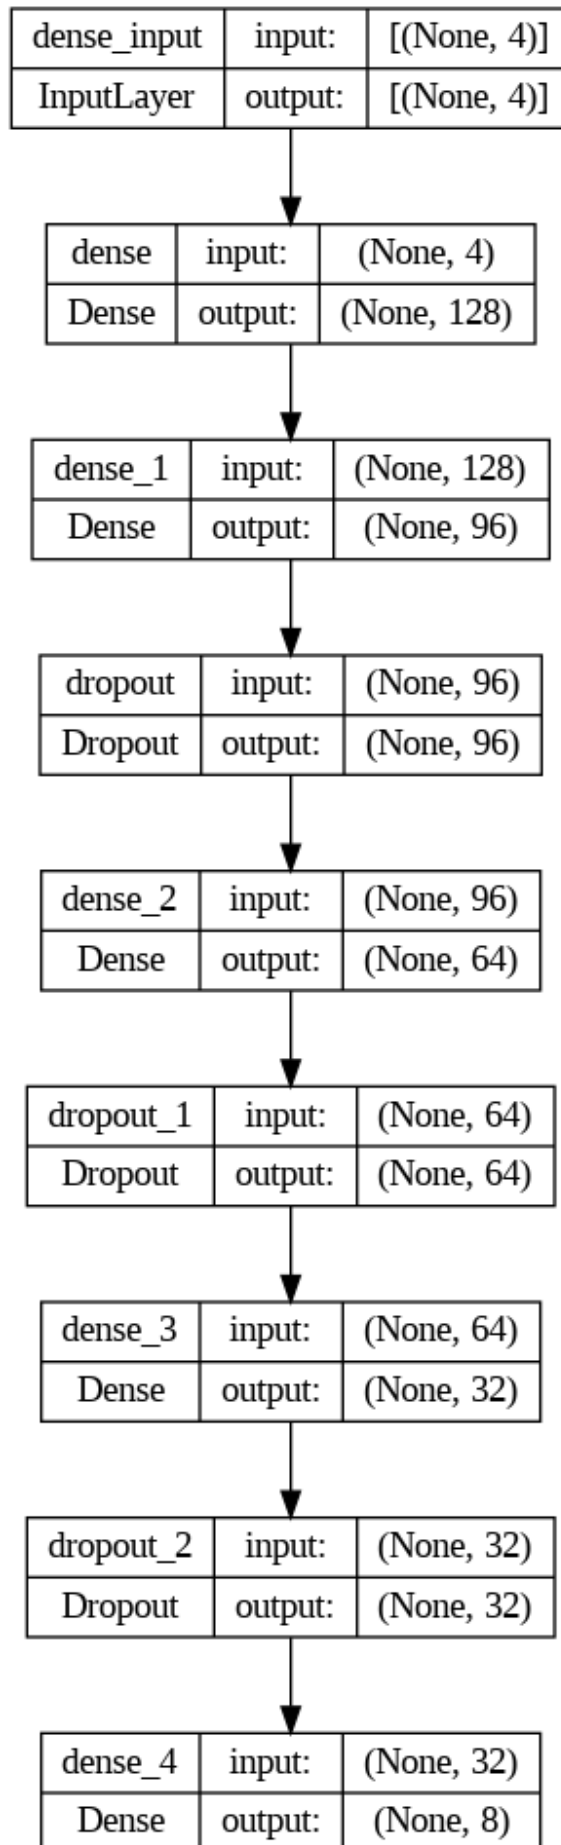 dense_input input: [(None, 4)]
InputLayer output: [(None, 4)]
dense input: (None, 4)
Dense output: (None, 128)
dense_1 input: (None, 128)
Dense output: (None, 96)
dropout input: (None, 96)
Dropout output: (None, 96)
dense_2 input: (None, 96)
Dense output: (None, 64)
dropout_1 input: (None, 64)
Dropout output: (None, 64)
dense_3 input: (None, 64)
Dense output: (None, 32)
dropout_2 input: (None, 32)
Dropout output: (None, 32)
dense_4 input: (None, 32)
Dense output: (None, 8)